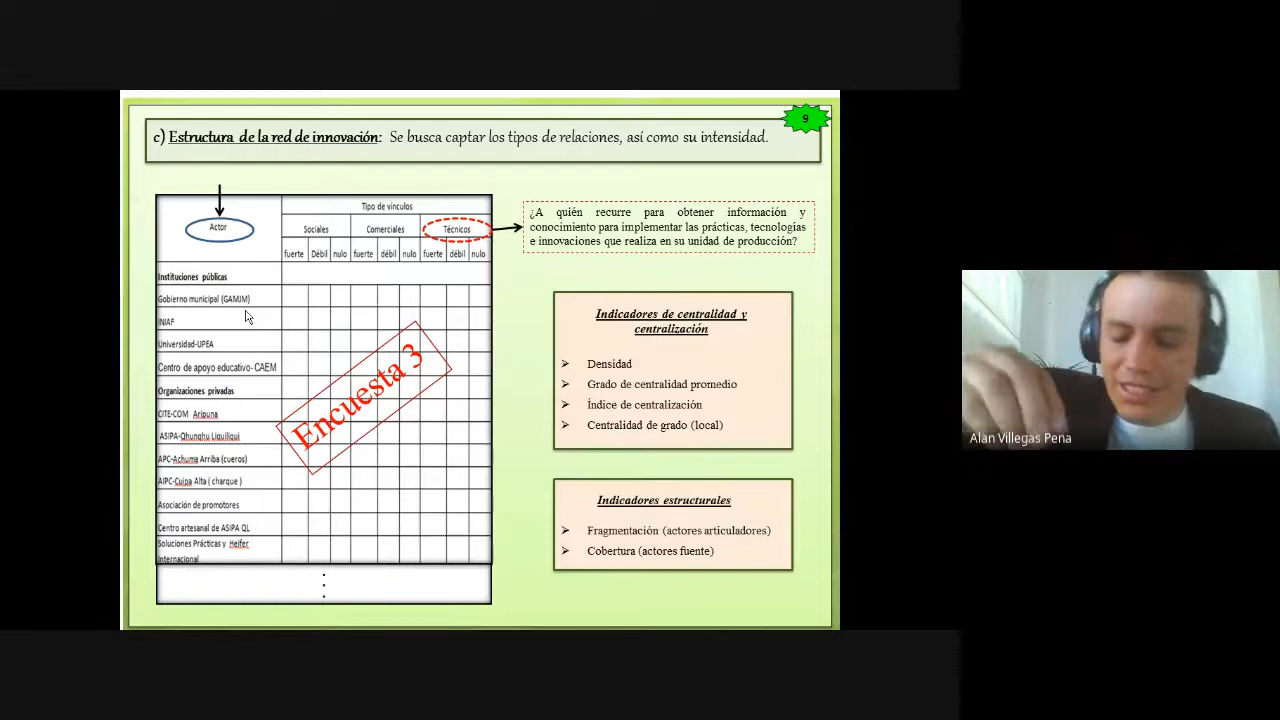 9
c) Estructura de la red de innovación: Se busca captar los tipos de relaciones, así como su intensidad.
Actor
Tipo de vínculos
Sociales Comerciales Técnicos
fuerte Débil nulo fuerte débil nulo fuerte débil nulo
Instituciones públicas
Gobierno municipal (GAMJM)
INIAF
Universidad-UPEA
Centro de apoyo educativo- CAEM
Organizaciones privadas
CITE-COM Aripuna
ASIPA-Qhunqhu Liquiliqui
APC-Achuma Arriba (cueros)
AIPC-Cuipa Alta ( charque )
Asociación de promotores
Centro artesanal de ASIPA QL
Soluciones Prácticas y Heifer
Internacional
Encuesta 3
¿A quién recurre para obtener información y
conocimiento para implementar las prácticas, tecnologías
e innovaciones que realiza en su unidad de producción?
Indicadores de centralidad y
centralización
Densidad
Grado de centralidad promedio
Índice de centralización
Centralidad de grado (local)
Indicadores estructurales
Fragmentación (actores articuladores)
Cobertura (actores fuente)
Alan Villegas Pena